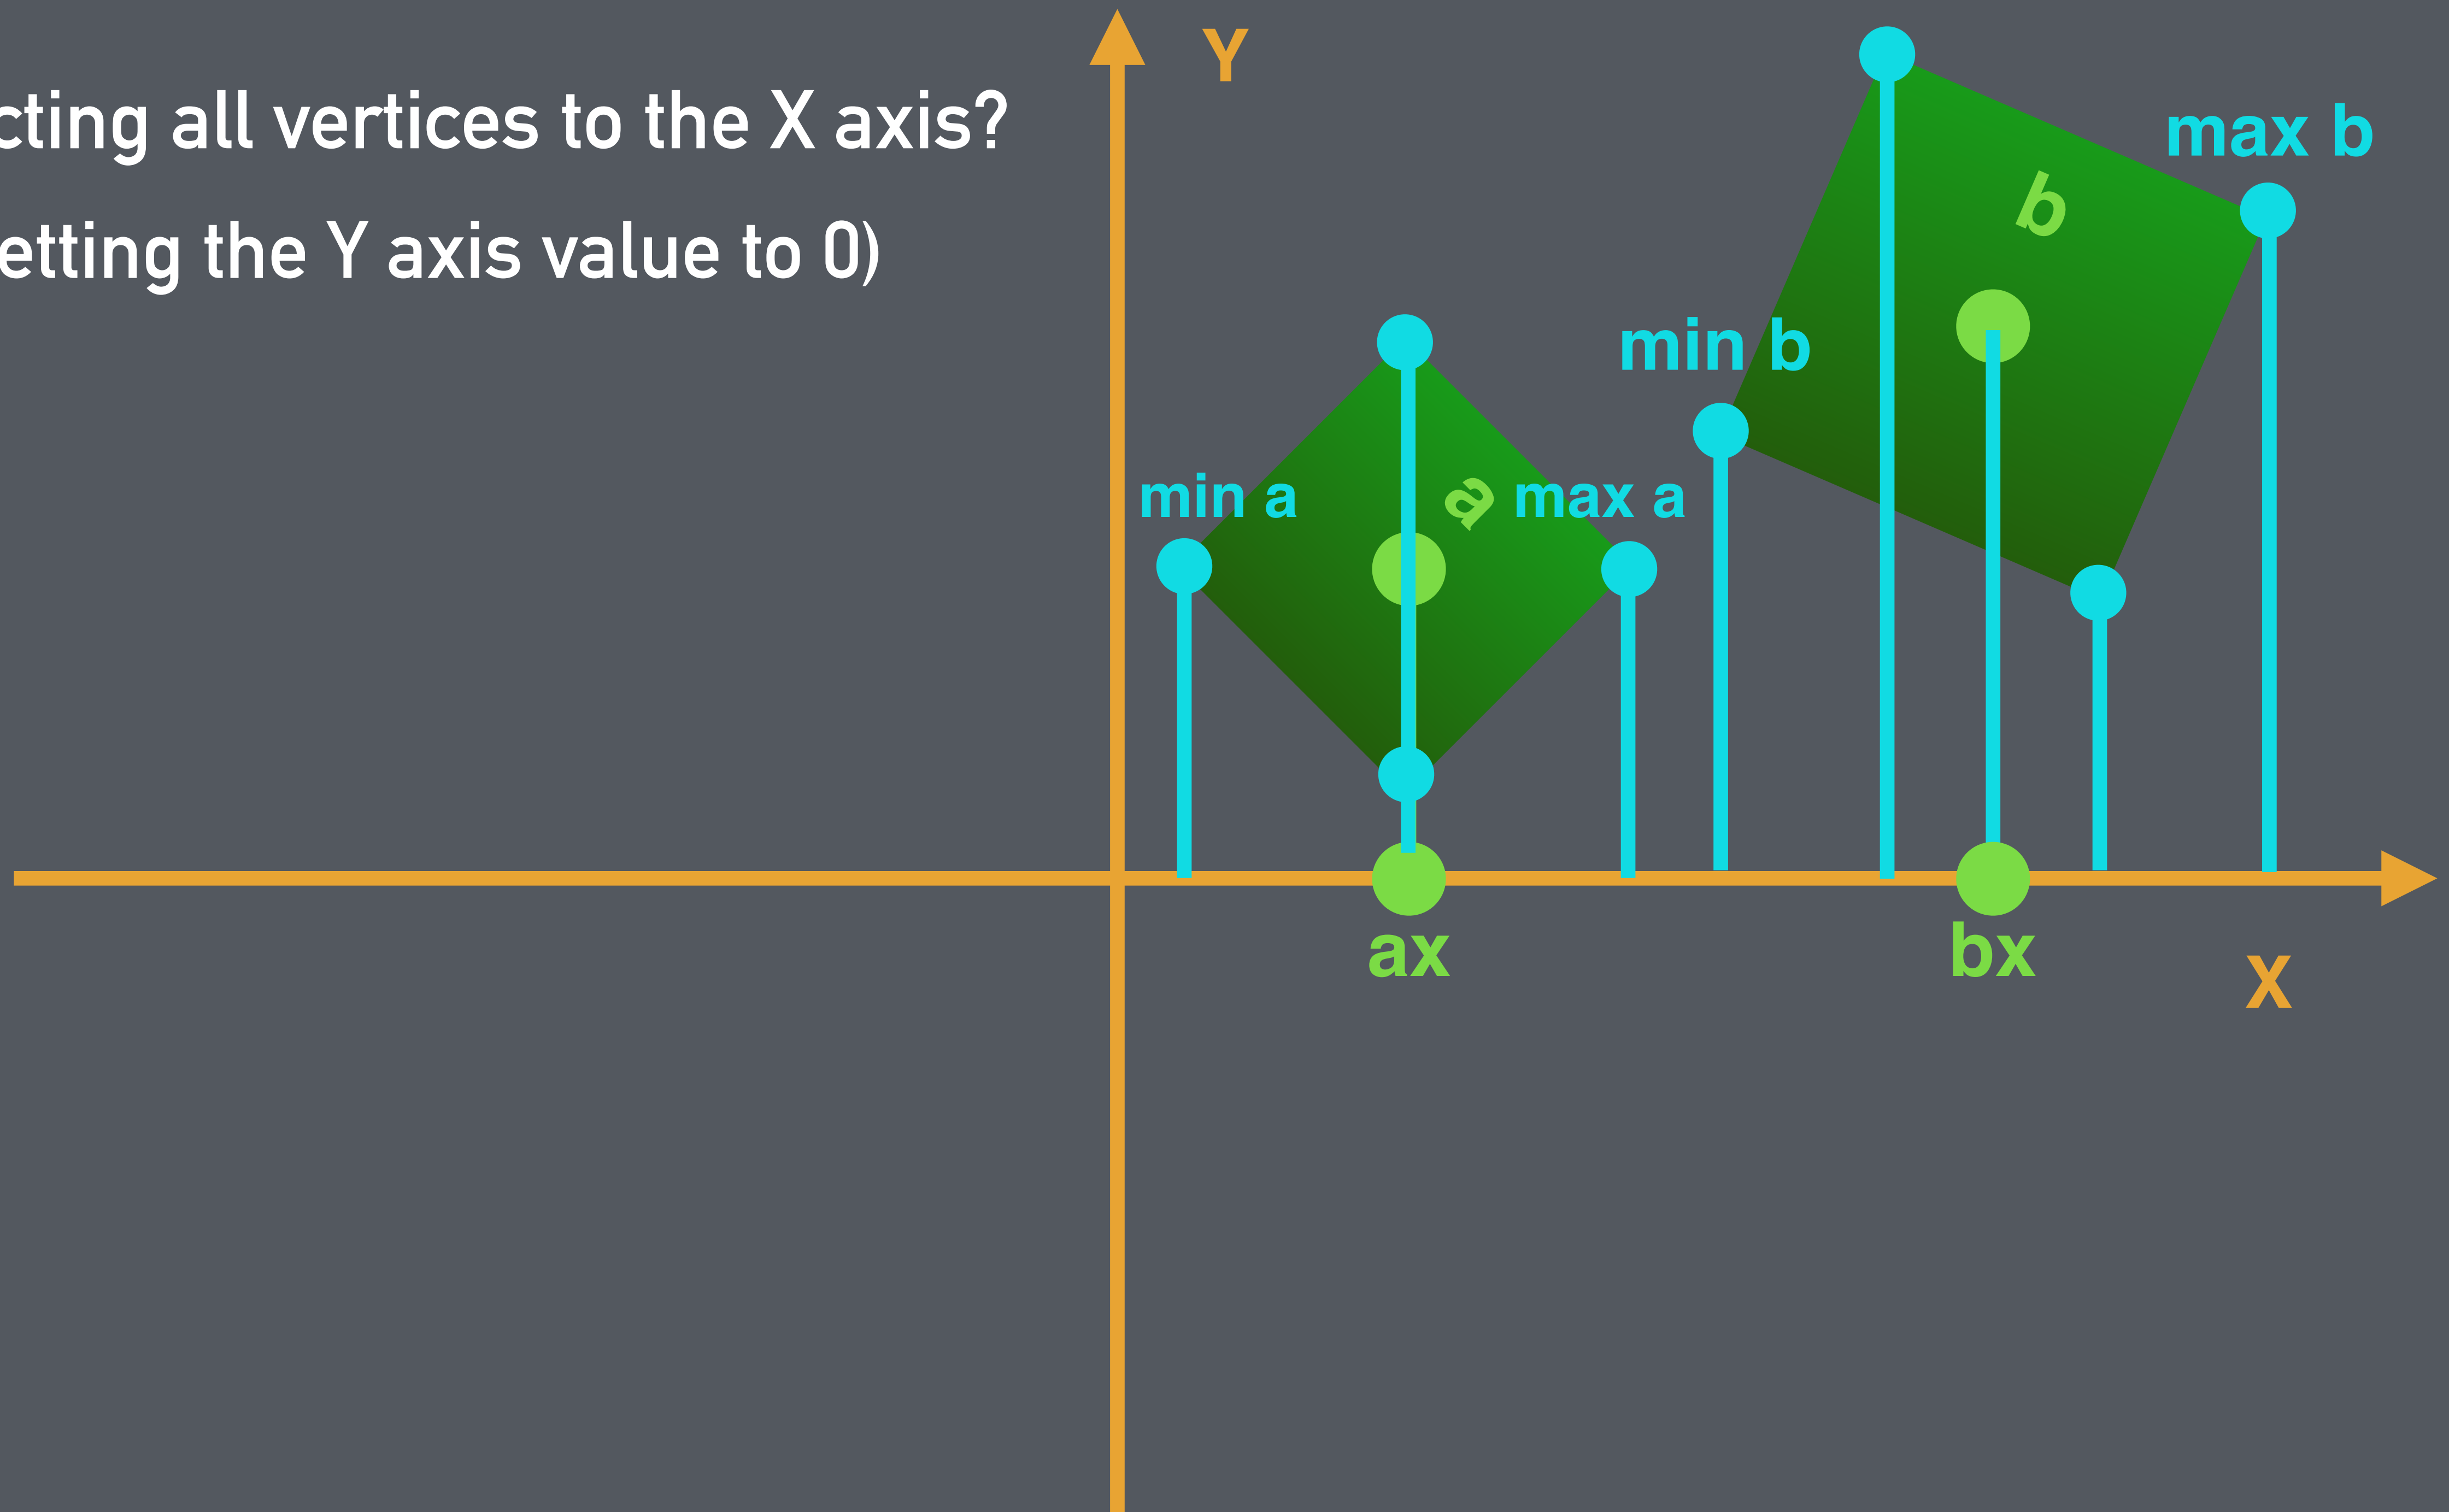 cting all vertices to the X axis?
etting the Y axis value to 0)
Y
max b
b
min b
min a
a
max a
ax
bx
X